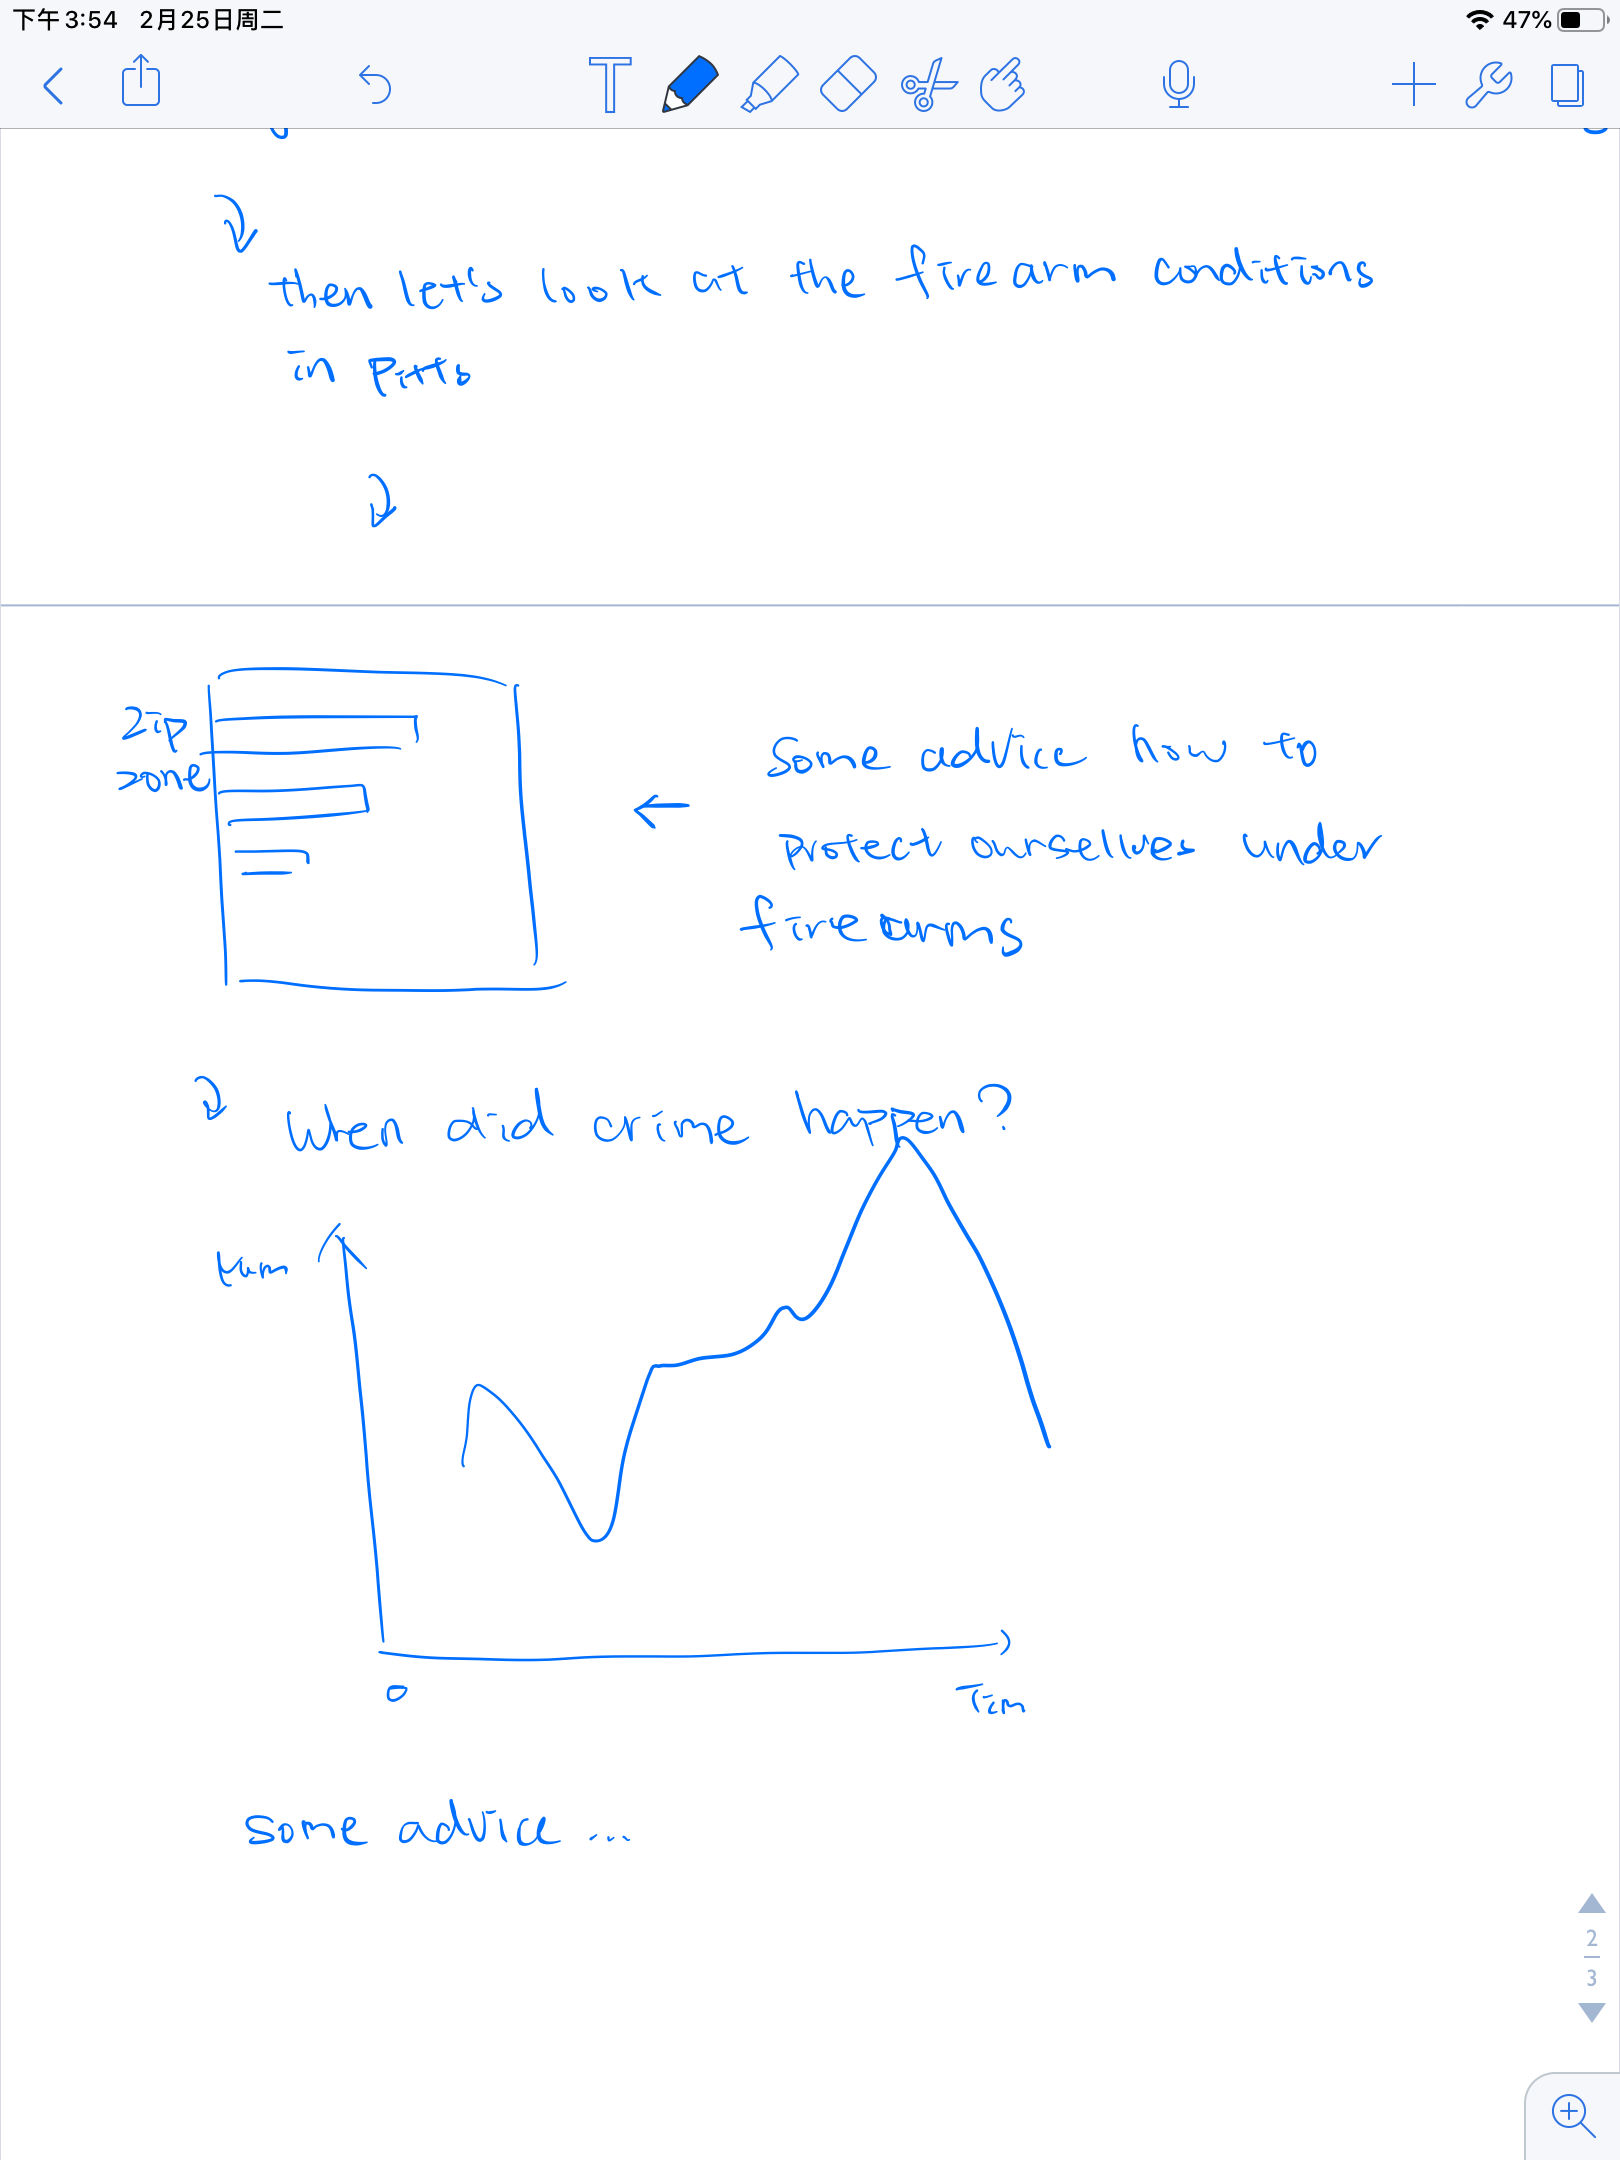 下午3:54 2月25日周二
47%
then let's look at the firearm conditions
in Pitts
zip
zone
some advice how to
protect ourselves under
firearms
When did crime happen?
0
Tim
some advice ...
2
3